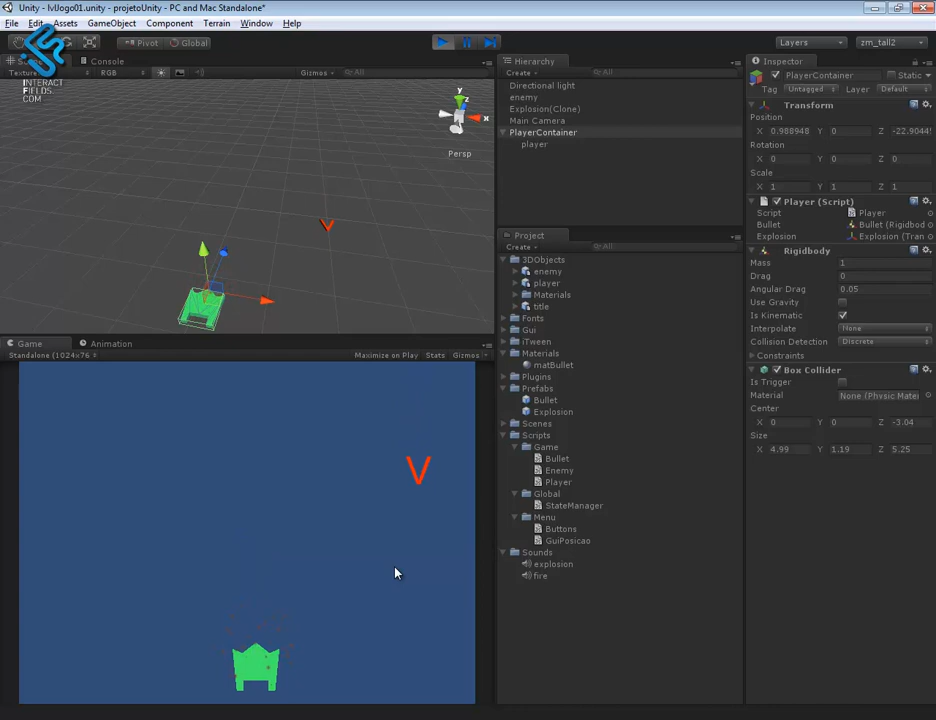 Unity - lvlJogo01.unity - projetoUnity - PC and Mac Standalone*
File Edit Assets GameObject Component Terrain Window Help
Pivot Global Layers zm_tall2
INTERACT
FIELDS.
COM
Console
RGB Gizmos All
y
z
x
Persp
V
Game Animation
Standalone (1024x76 Maximize on Play Stats Gizmos
V
Hierarchy
Create All
Directional light
enemy
Explosion(Clone)
Main Camera
PlayerContainer
player
Project
Create All
3DObjects
enemy
player
Materials
title
Fonts
Gui
iTween
Materials
matBullet
Plugins
Prefabs
Bullet
Explosion
Scenes
Scripts
Game
Bullet
Enemy
Player
Global
StateManager
Menu
Buttons
GuiPosicao
Sounds
explosion
fire
Inspector
PlayerContainer Static
Tag Untagged Layer Default
Transform
Position
X 0.988948 Y 0 Z -22.9044
Rotation
X 0 Y 0 Z 0
Scale
X 1 Y 1 Z 1
Player (Script)
Script Player
Bullet Bullet (Rigidbod
Explosion Explosion (Tran
Rigidbody
Mass 1
Drag 0
Angular Drag 0.05
Use Gravity
Is Kinematic
Interpolate None
Collision Detection Discrete
Constraints
Box Collider
Is Trigger
Material None (Physic Mater
Center
X 0 Y 0 Z -3.04
Size
X 4.99 Y 1.19 Z 5.25